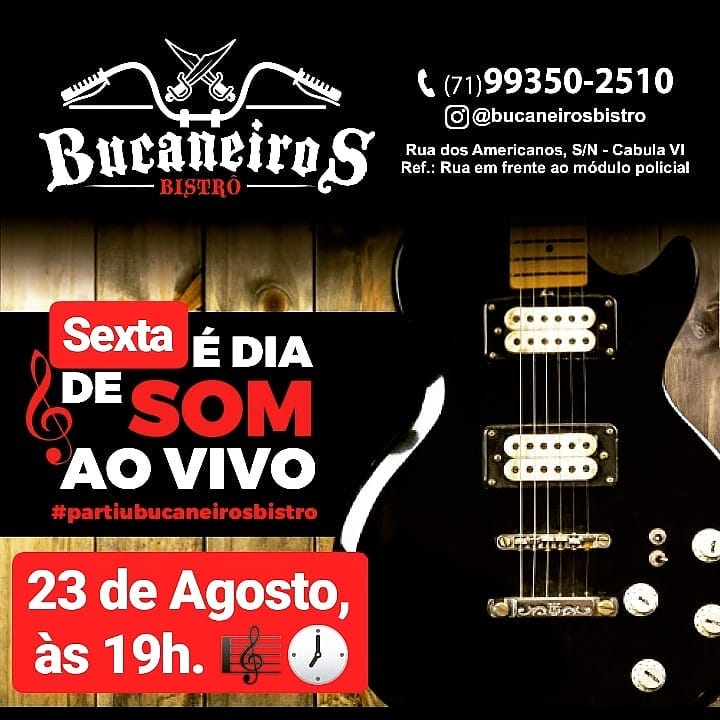 BucaneiroS
BISTRÔ
(71)99350-2510
@bucaneirosbistro
Rua dos Americanos, S/N - Cabula VI
Ref.: Rua em frente ao módulo policial
Sexta É DIA
DE SOM
AO VIVO
#partiubucaneirosbistro
23 de Agosto,
às 19h.